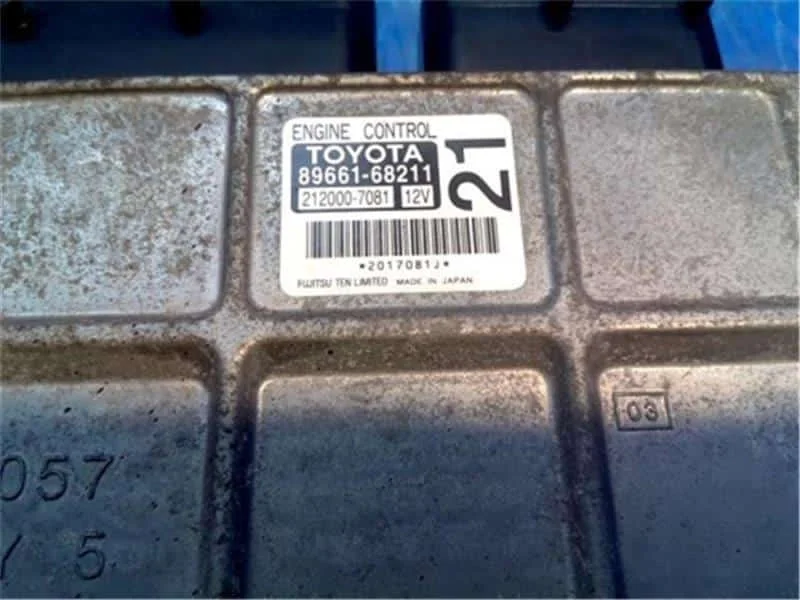 ENGINE CONTROL
TOYOTA
89661-68211
212000-7081 12V
21
*2017081J*
FUJITSU TEN LIMITED MADE IN JAPAN
03
057
Y 5